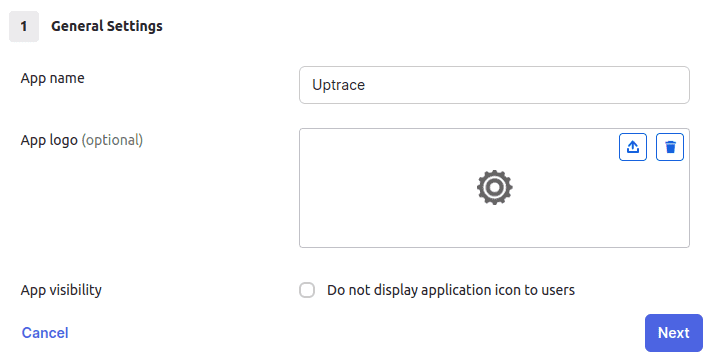 1 General Settings
App name
Uptrace
App logo (optional)
App visibility
Do not display application icon to users
Cancel
Next